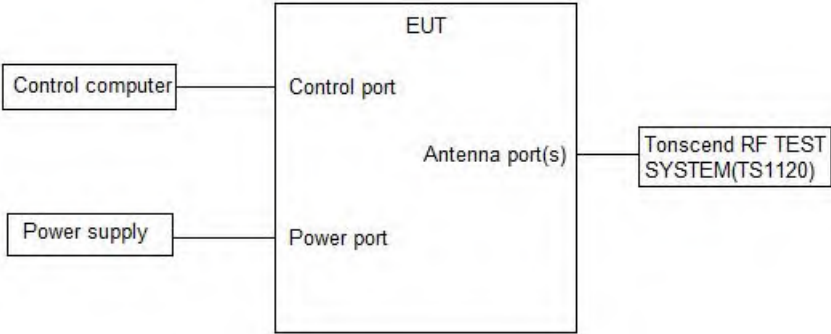 EUT
Control computer
Control port
Antenna port(s)
Tonscend RF TEST
SYSTEM(TS1120)
Power supply
Power port